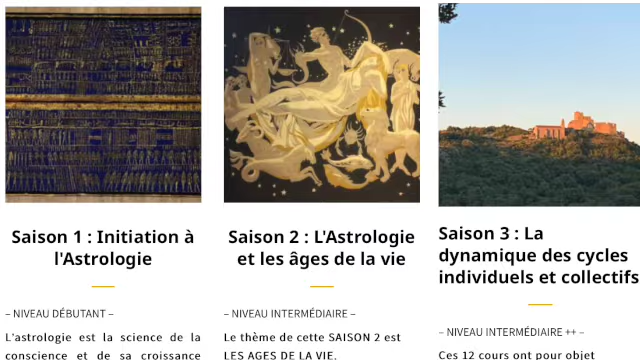 Saison 1 : Initiation à
l'Astrologie
– NIVEAU DÉBUTANT –
L'astrologie est la science de la
conscience et de sa croissance
Saison 2 : L'Astrologie
et les âges de la vie
– NIVEAU INTERMÉDIAIRE –
Le thème de cette SAISON 2 est
LES AGES DE LA VIE.
Saison 3 : La
dynamique des cycles
individuels et collectifs
– NIVEAU INTERMÉDIAIRE ++ –
Ces 12 cours ont pour objet